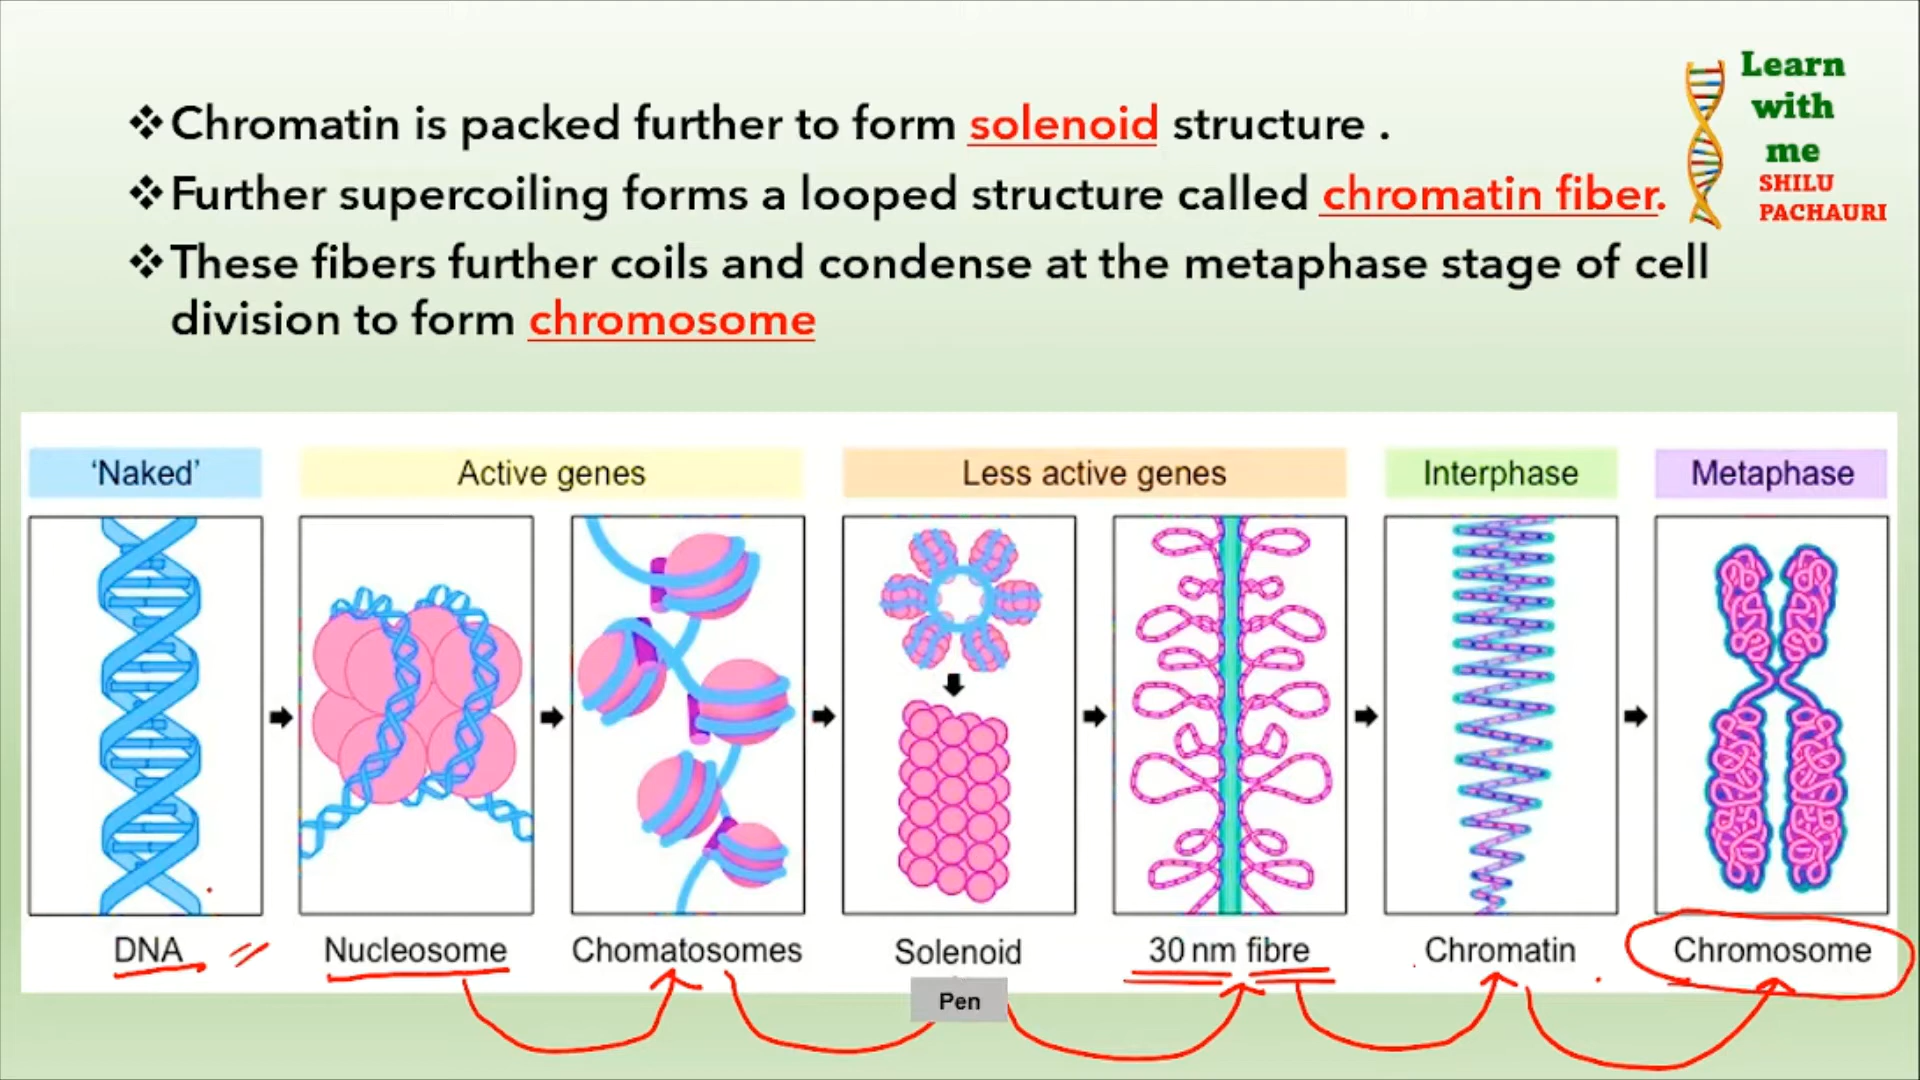 Learn
with
me
SHILU
PACHAURI
❖Chromatin is packed further to form solenoid structure .
❖Further supercoiling forms a looped structure called chromatin fiber.
❖These fibers further coils and condense at the metaphase stage of cell
division to form chromosome
‘Naked’ Active genes Less active genes Interphase Metaphase
DNA Nucleosome Chomatosomes Solenoid 30 nm fibre Chromatin Chromosome
Pen